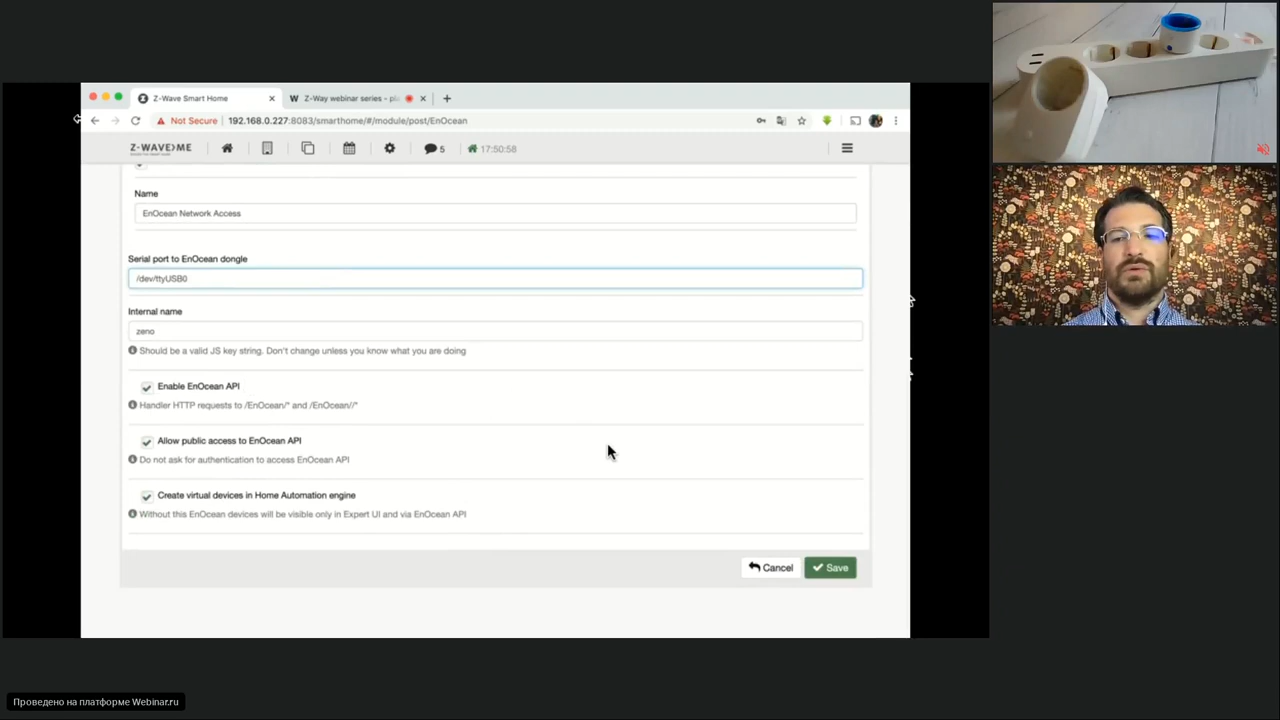 Z-Wave Smart Home
Z-Way webinar series - pl
Not Secure
192.168.0.227:8083/smarthome/#/module/post/EnOcean
Z-WAVE>ME
5
17:50:58
Name
EnOcean Network Access
Serial port to EnOcean dongle
/dev/ttyUSB0
Internal name
zeno
Should be a valid JS key string. Don't change unless you know what you are doing
Enable EnOcean API
Handler HTTP requests to /EnOcean/* and /EnOcean//*
Allow public access to EnOcean API
Do not ask for authentication to access EnOcean API
Create virtual devices in Home Automation engine
Without this EnOcean devices will be visible only in Expert UI and via EnOcean API
Cancel
Save
Проведено на платформе Webinar.ru